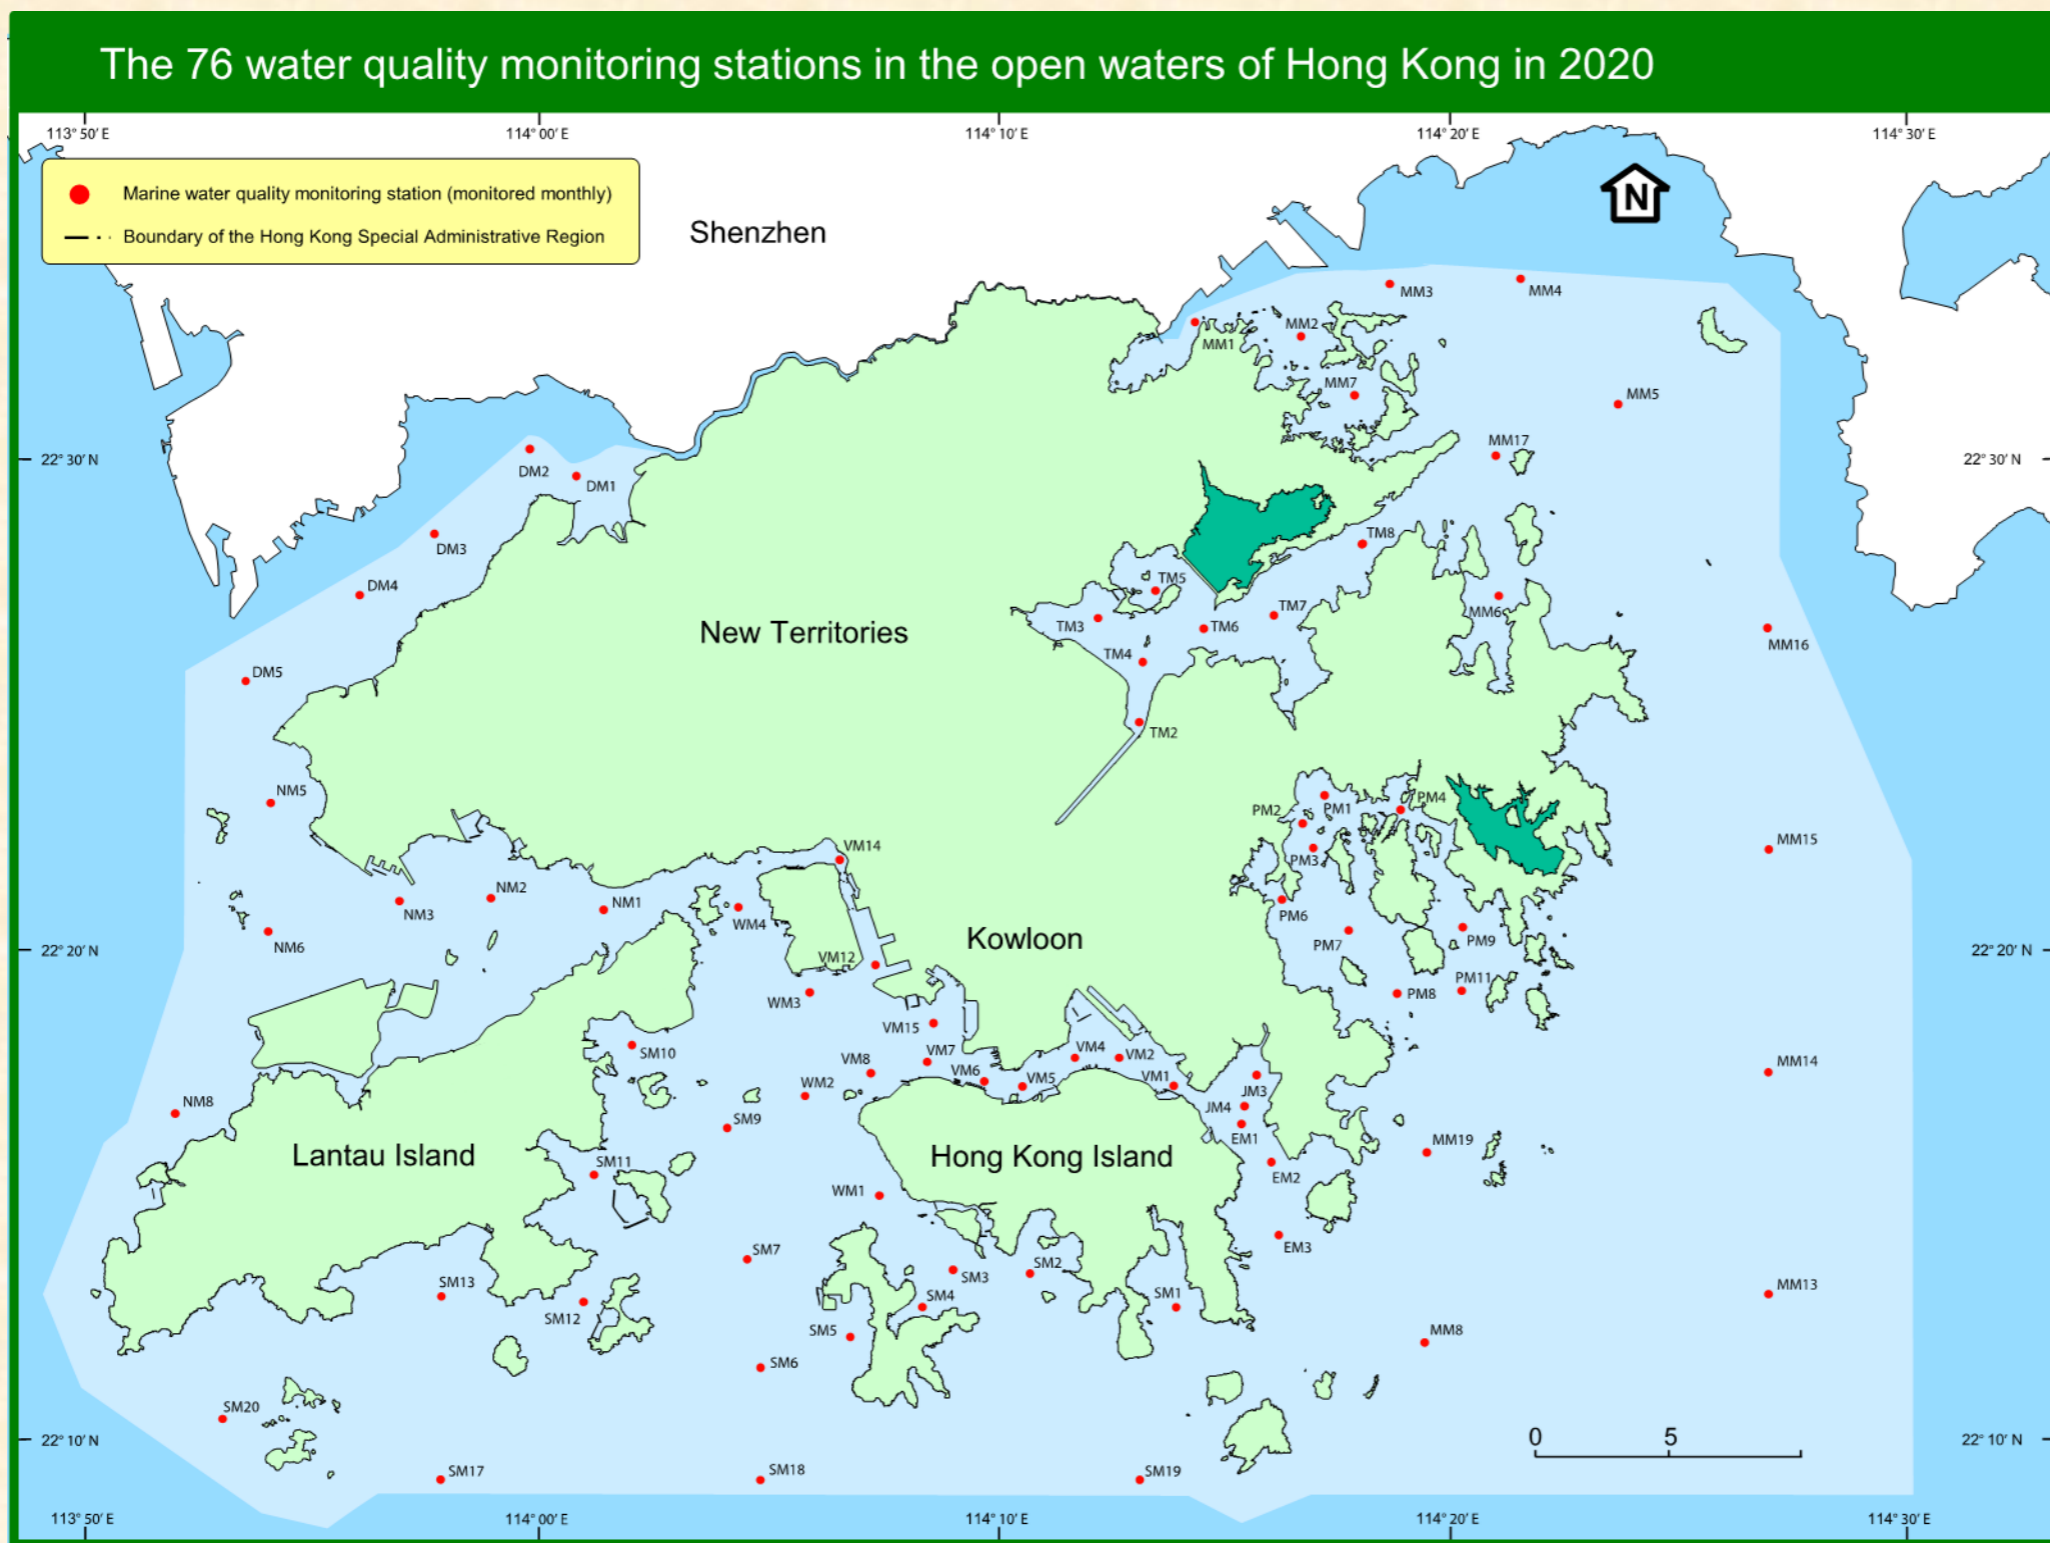 The 76 water quality monitoring stations in the open waters of Hong Kong in 2020
113° 50' E
114° 00' E
114° 10' E
114° 20' E
114° 30' E
Marine water quality monitoring station (monitored monthly)
Boundary of the Hong Kong Special Administrative Region
N
Shenzhen
MM3
MM4
MM2
MM1
MM7
MM5
MM17
22° 30' N
22° 30' N
DM2
DM1
DM3
TM8
DM4
TM5
TM7
MM6
TM3
TM6
New Territories
MM16
TM4
DM5
TM2
NM5
PM4
PM2
PM1
MM15
VM14
PM3
NM2
NM1
NM3
PM6
WM4
Kowloon
PM9
NM6
PM7
22° 20' N
22° 20' N
VM12
PM11
WM3
PM8
VM15
VM4
VM2
SM10
VM7
VM8
MM14
VM6
VM5
VM1
WM2
JM3
NM8
JM4
SM9
EM1
MM19
Lantau Island
Hong Kong Island
SM11
EM2
WM1
EM3
SM7
SM2
SM3
SM13
MM13
SM4
SM1
SM12
SM5
MM8
SM6
SM20
0
5
22° 10' N
22° 10' N
SM17
SM18
SM19
113° 50' E
114° 00' E
114° 10' E
114° 20' E
114° 30' E